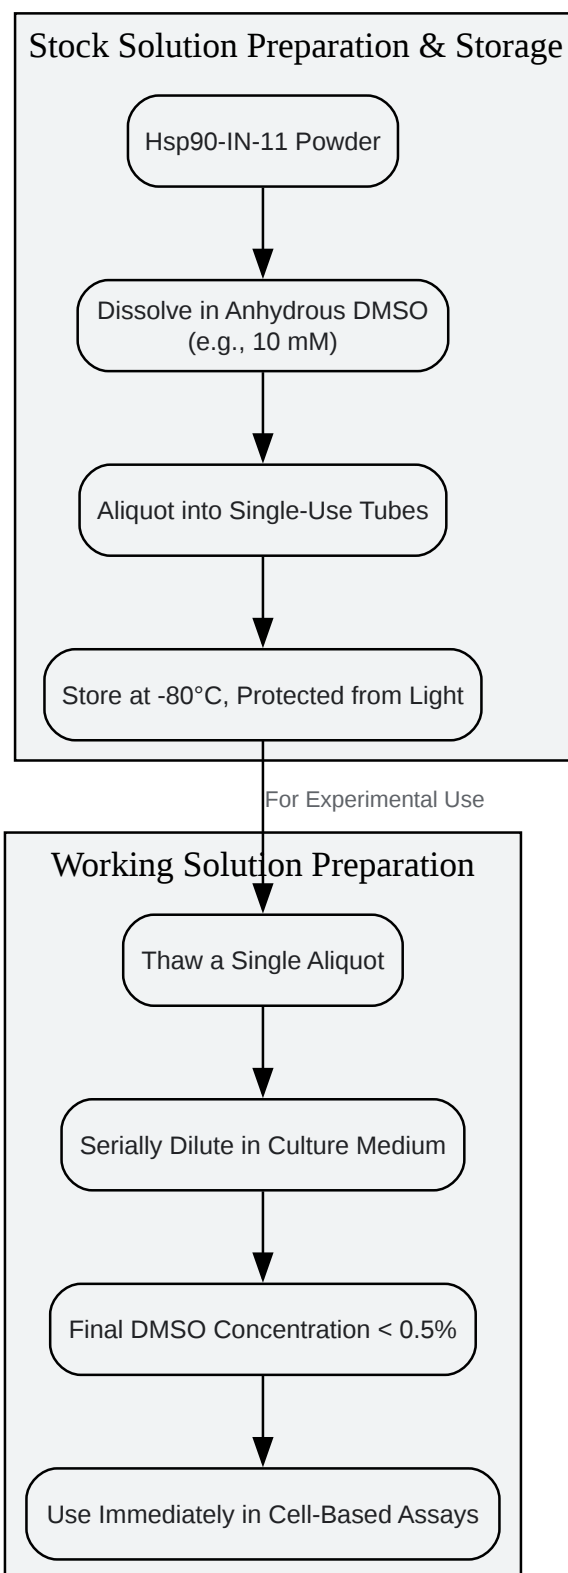 Stock Solution Preparation & Storage
Hsp90-IN-11 Powder
Dissolve in Anhydrous DMSO
(e.g., 10 mM)
Aliquot into Single-Use Tubes
Store at -80°C, Protected from Light
For Experimental Use
Working Solution Preparation
Thaw a Single Aliquot
Serially Dilute in Culture Medium
Final DMSO Concentration < 0.5%
Use Immediately in Cell-Based Assays